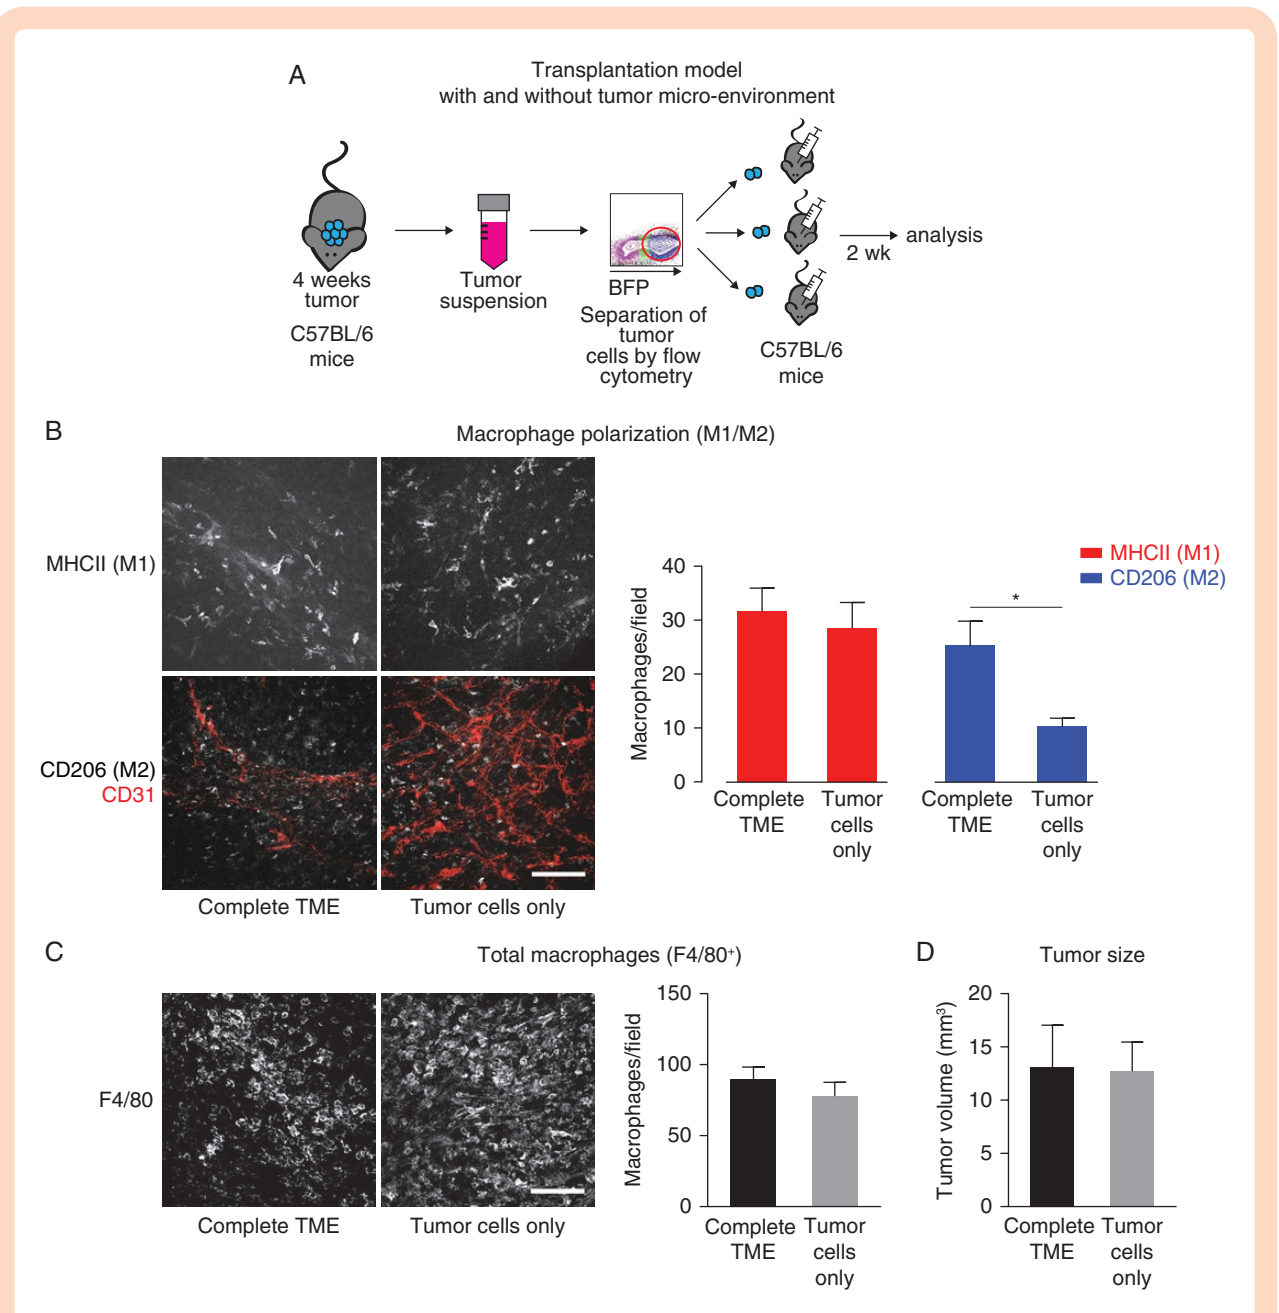 A
Transplantation model
with and without tumor micro-environment
4 weeks
tumor
C57BL/6
mice
Tumor
suspension
BFP
Separation of
tumor
cells by flow
cytometry
C57BL/6
mice
2 wk
analysis
B
Macrophage polarization (M1/M2)
MHCII (M1)
CD206 (M2)
CD31
Complete TME
Tumor cells only
Macrophages/field
40
30
20
10
0
MHCII (M1)
CD206 (M2)
*
Complete
TME
Tumor
cells
only
Complete
TME
Tumor
cells
only
C
Total macrophages (F4/80⁺)
F4/80
Complete TME
Tumor cells only
Macrophages/field
150
100
50
0
Complete
TME
Tumor
cells
only
D
Tumor size
Tumor volume (mm³)
20
15
10
5
0
Complete
TME
Tumor
cells
only